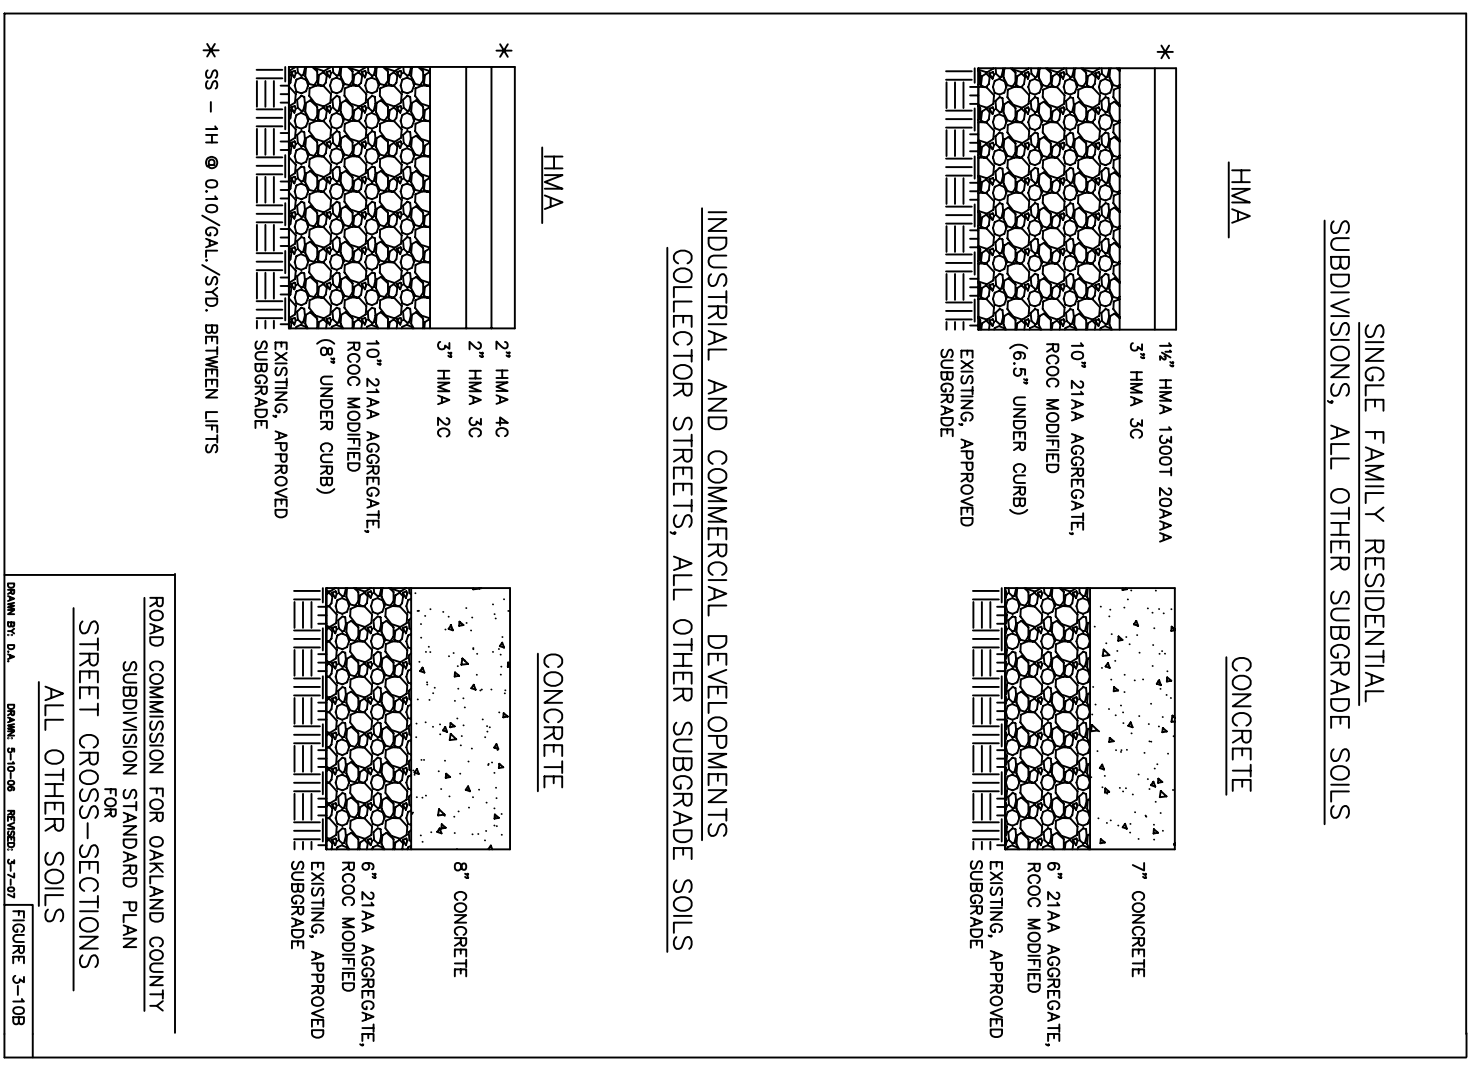 SINGLE FAMILY RESIDENTIAL
SUBDIVISIONS, ALL OTHER SUBGRADE SOILS
HMA
*
1½" HMA 1300T 20AAA
3" HMA 3C
10" 21AA AGGREGATE,
RCOC MODIFIED
(6.5" UNDER CURB)
EXISTING, APPROVED
SUBGRADE
CONCRETE
7" CONCRETE
6" 21AA AGGREGATE,
RCOC MODIFIED
EXISTING, APPROVED
SUBGRADE
INDUSTRIAL AND COMMERCIAL DEVELOPMENTS
COLLECTOR STREETS, ALL OTHER SUBGRADE SOILS
HMA
*
2" HMA 4C
2" HMA 3C
3" HMA 2C
10" 21AA AGGREGATE,
RCOC MODIFIED
(8" UNDER CURB)
EXISTING, APPROVED
SUBGRADE
CONCRETE
8" CONCRETE
6" 21AA AGGREGATE,
RCOC MODIFIED
EXISTING, APPROVED
SUBGRADE
* SS - 1H @ 0.10/GAL./SYD. BETWEEN LIFTS
ROAD COMMISSION FOR OAKLAND COUNTY
SUBDIVISION STANDARD PLAN
FOR
STREET CROSS-SECTIONS
ALL OTHER SOILS
DRAWN BY: D.A. DRAWN: 5-10-06 REVISED: 3-7-07
FIGURE 3-10B